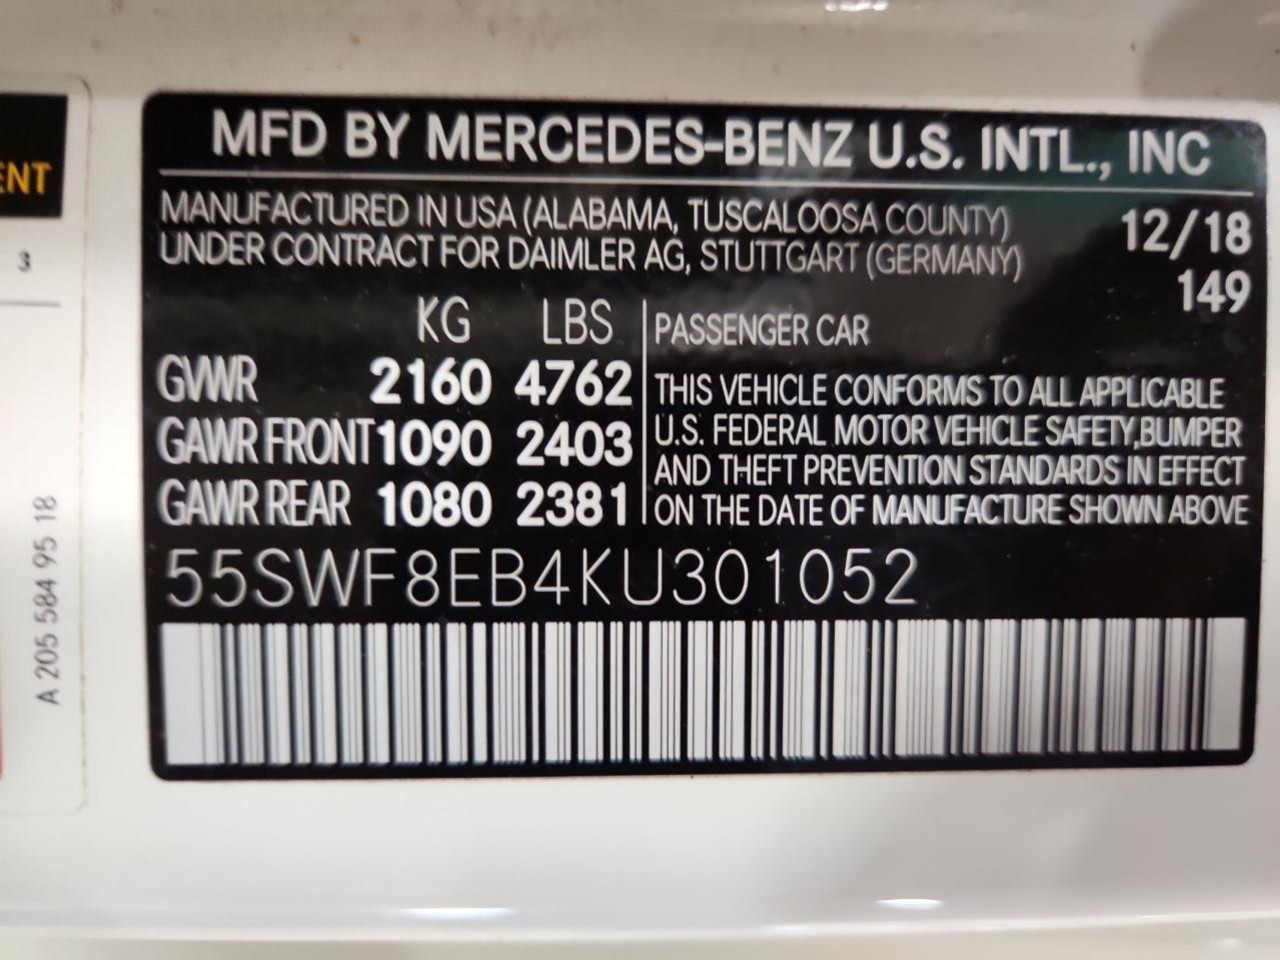 MFD BY MERCEDES-BENZ U.S. INTL., INC
MANUFACTURED IN USA (ALABAMA, TUSCALOOSA COUNTY)
UNDER CONTRACT FOR DAIMLER AG, STUTTGART (GERMANY)
12/18
149
KG LBS
GVWR 2160 4762
GAWR FRONT 1090 2403
GAWR REAR 1080 2381
PASSENGER CAR
THIS VEHICLE CONFORMS TO ALL APPLICABLE
U.S. FEDERAL MOTOR VEHICLE SAFETY,BUMPER
AND THEFT PREVENTION STANDARDS IN EFFECT
ON THE DATE OF MANUFACTURE SHOWN ABOVE
55SWF8EB4KU301052
ENT
3
A 205 584 95 18